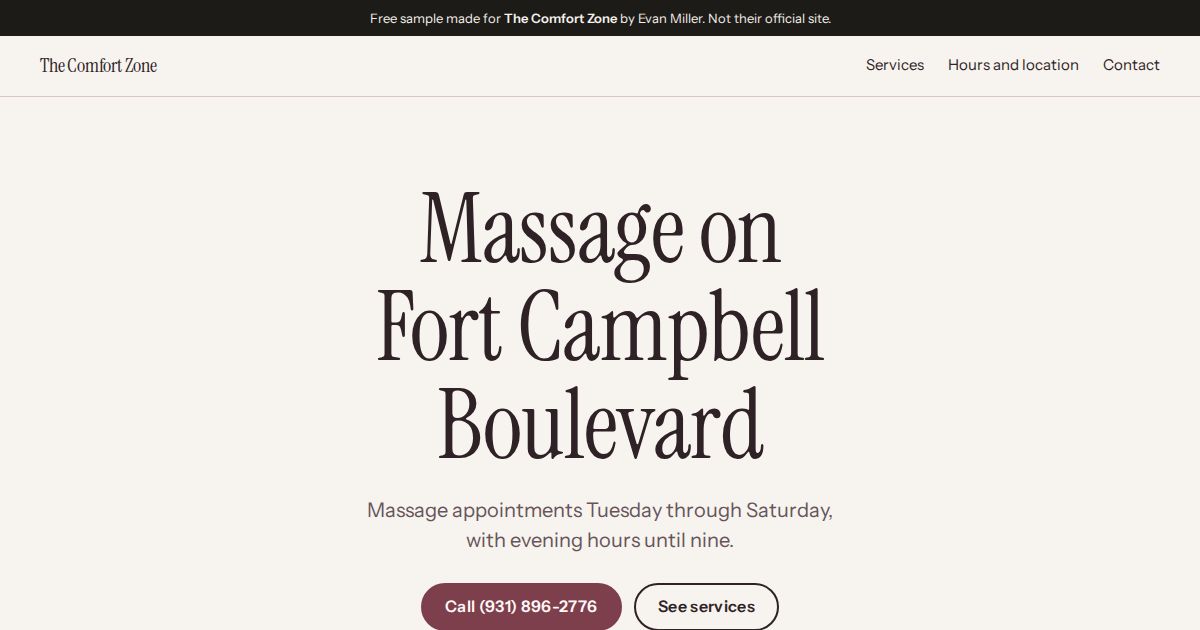 Free sample made for The Comfort Zone by Evan Miller. Not their official site.
The Comfort Zone
Services
Hours and location
Contact
Massage on
Fort Campbell
Boulevard
Massage appointments Tuesday through Saturday,
with evening hours until nine.
Call (931) 896-2776
See services